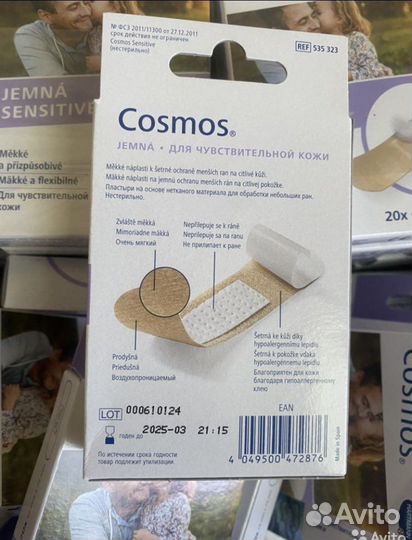 № ФСЗ 2011/11300 от 27.12.2011
срок действия не ограничен
Cosmos Sensitive
(нестерильно)
REF 535 323
Cosmos®
JEMNÁ • ДЛЯ ЧУВСТВИТЕЛЬНОЙ КОЖИ
Měkké náplasti k šetrné ochraně menších ran na citlivé kůži.
Mäkké náplasti na jemnú ochranu menších rán na citlivej pokožke.
Пластыри на основе нетканого материала для обработки небольших ран.
Нестерильно.
Zvláště měkká
Mimoriadne mäkká
Очень мягкий
Nepřilepuje se k ráně
Neprilepuje sa na ranu
Не прилипает к ране
Prodyšná
Priedušná
Воздухопроницаемый
Šetrná ke kůži díky
hypoalergennímu lepidlu
Šetrná k pokožke vďaka
hypoalergénnemu lepidlu
Благоприятен для кожи
благодаря гипоаллергенному
клею
LOT 000610124
годен до 2025-03 21:15
По истечении срока годности
товар подлежит утилизации
EAN
4 049500 472876
Made in Spain
JEMNÁ
SENSITIVE
Měkké
a přizpůsobivé
Mäkké a flexibilné
Для чувствительной
кожи
20x
Cosmos®
Avito
Avito